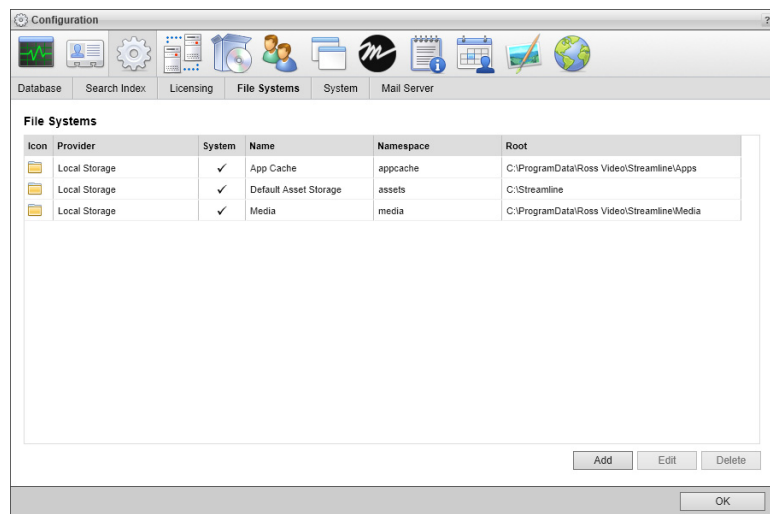 Configuration ?
Database Search Index Licensing File Systems System Mail Server
File Systems
Icon Provider System Name Namespace Root
Local Storage ✓ App Cache appcache C:\ProgramData\Ross Video\Streamline\Apps
Local Storage ✓ Default Asset Storage assets C:\Streamline
Local Storage ✓ Media media C:\ProgramData\Ross Video\Streamline\Media
Add Edit Delete
OK